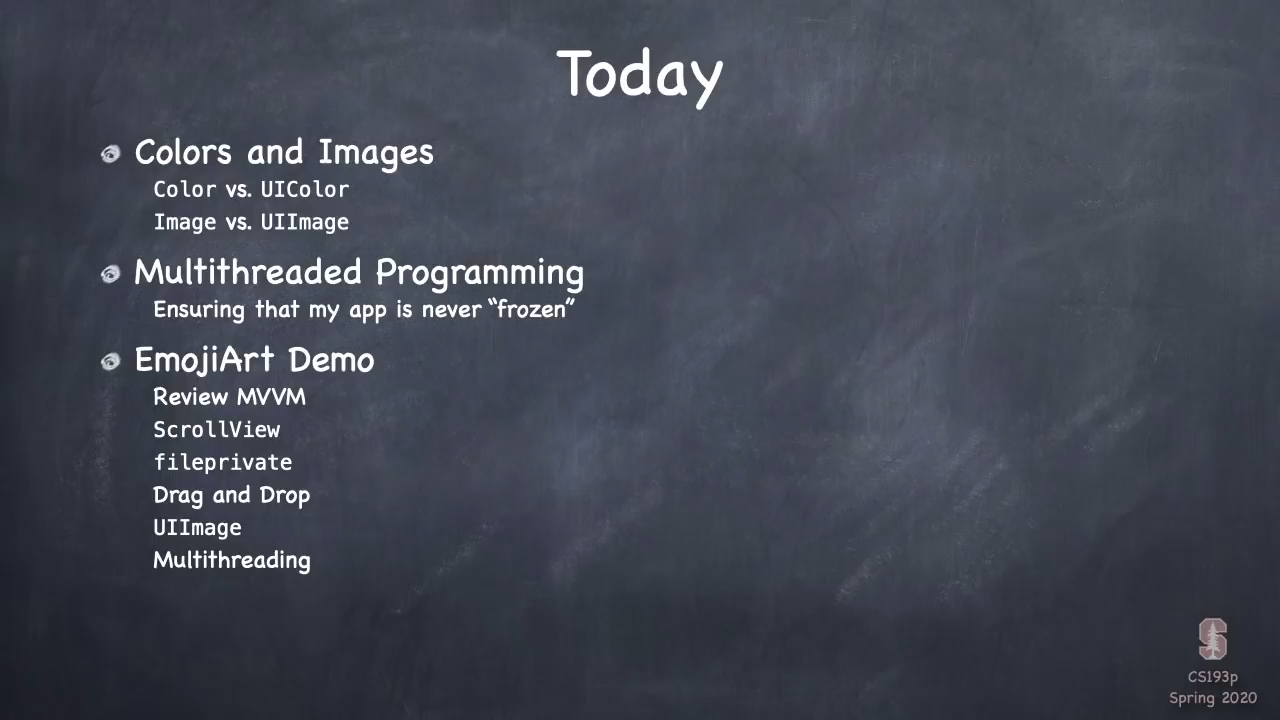 Today
Colors and Images
Color vs. UIColor
Image vs. UIImage
Multithreaded Programming
Ensuring that my app is never “frozen”
EmojiArt Demo
Review MVVM
ScrollView
fileprivate
Drag and Drop
UIImage
Multithreading
S
CS193p
Spring 2020